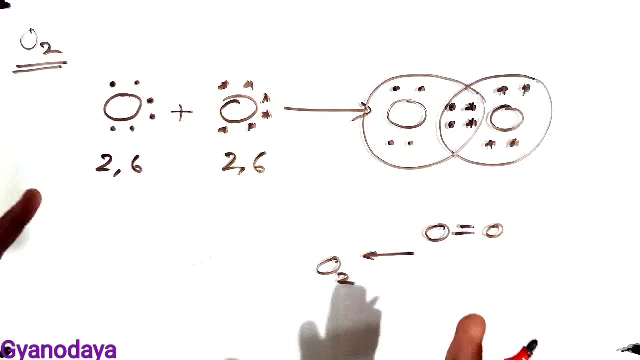 O₂
O + O →  O O
2,6 2,6
O = O
O₂ ←
Gyanodaya